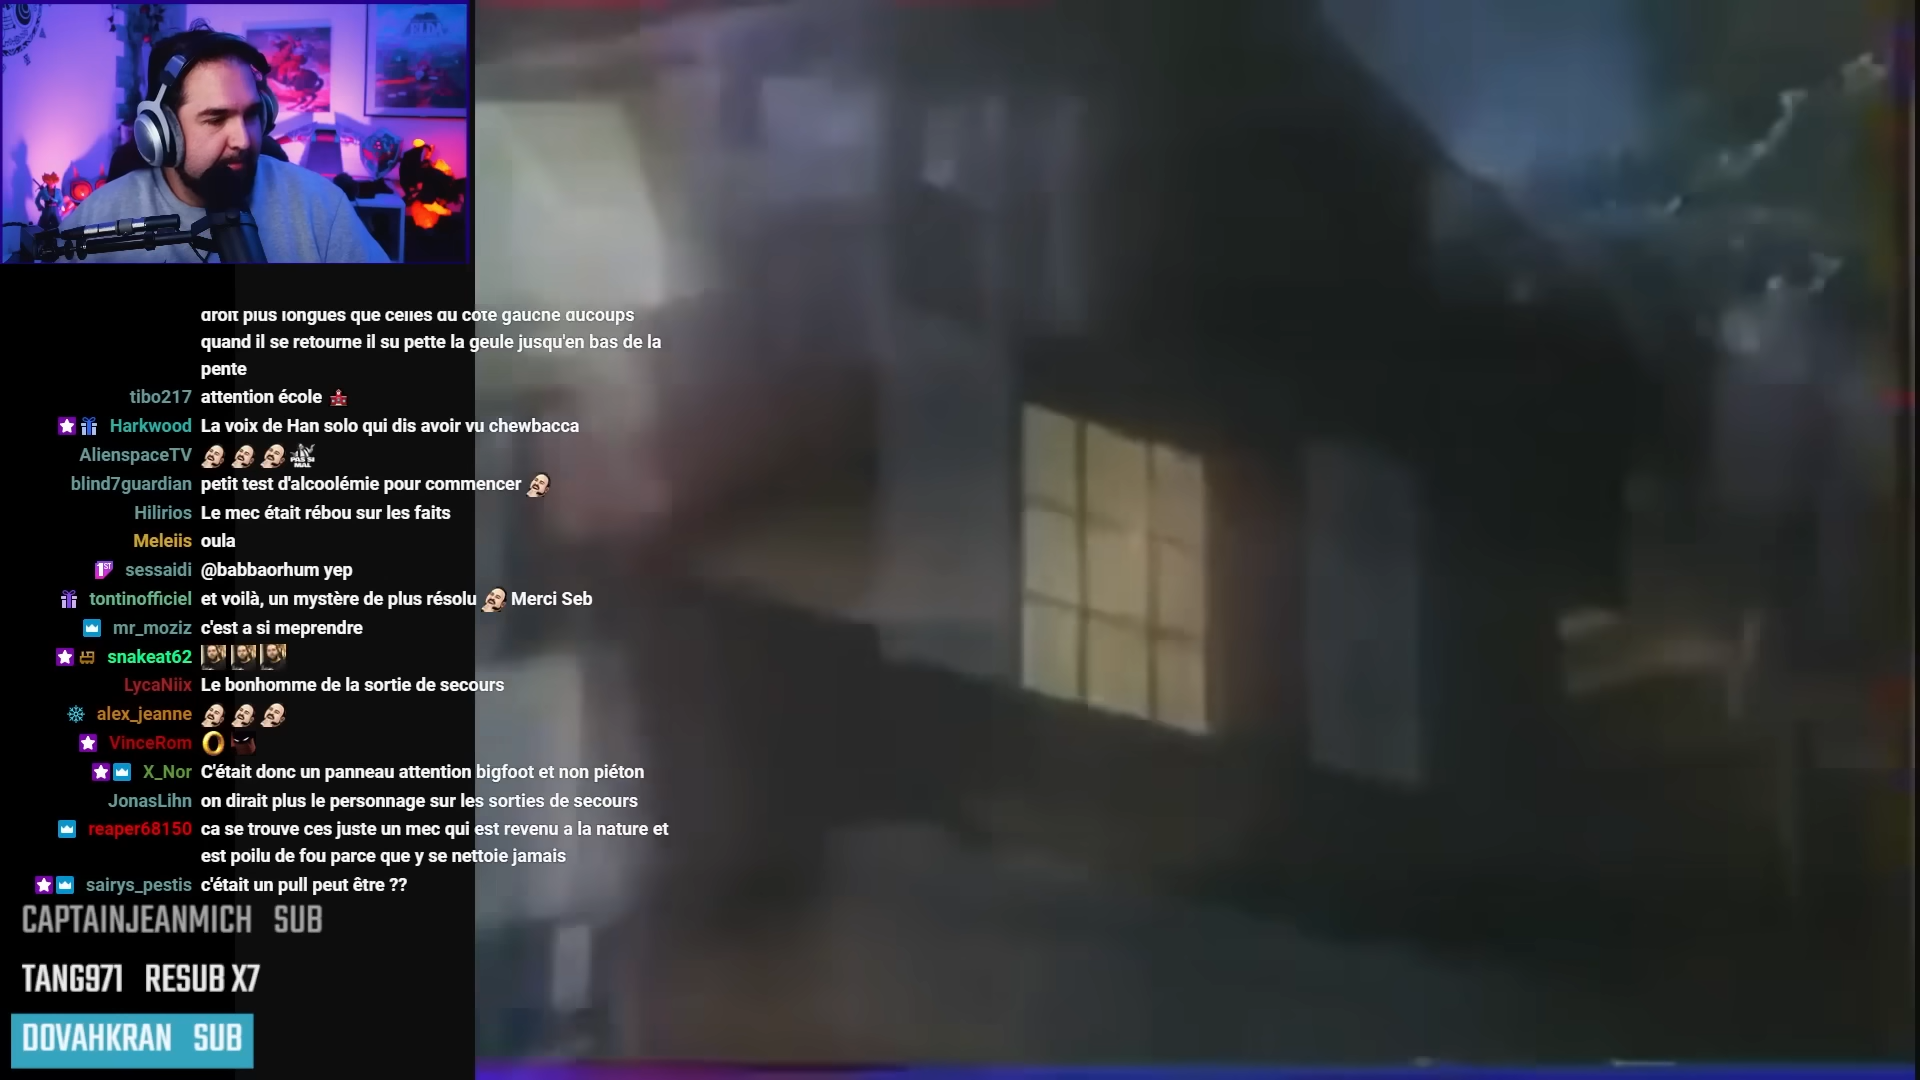 droit plus longues que celles du coté gauche ducoups
quand il se retourne il su pette la geule jusqu'en bas de la
pente
tibo217 attention école
Harkwood La voix de Han solo qui dis avoir vu chewbacca
AlienspaceTV PAS SI MAL
blind7guardian petit test d'alcoolémie pour commencer
Hilirios Le mec était rébou sur les faits
Meleiis oula
1ST sessaidi @babbaorhum yep
tontinofficiel et voilà, un mystère de plus résolu Merci Seb
mr_moziz c'est a si meprendre
snakeat62
LycaNiix Le bonhomme de la sortie de secours
alex_jeanne
VinceRom
X_Nor C'était donc un panneau attention bigfoot et non piéton
JonasLihn on dirait plus le personnage sur les sorties de secours
reaper68150 ca se trouve ces juste un mec qui est revenu a la nature et
est poilu de fou parce que y se nettoie jamais
sairys_pestis c'était un pull peut être ??
CAPTAINJEANMICH SUB
TANG971 RESUB X7
DOVAHKRAN SUB